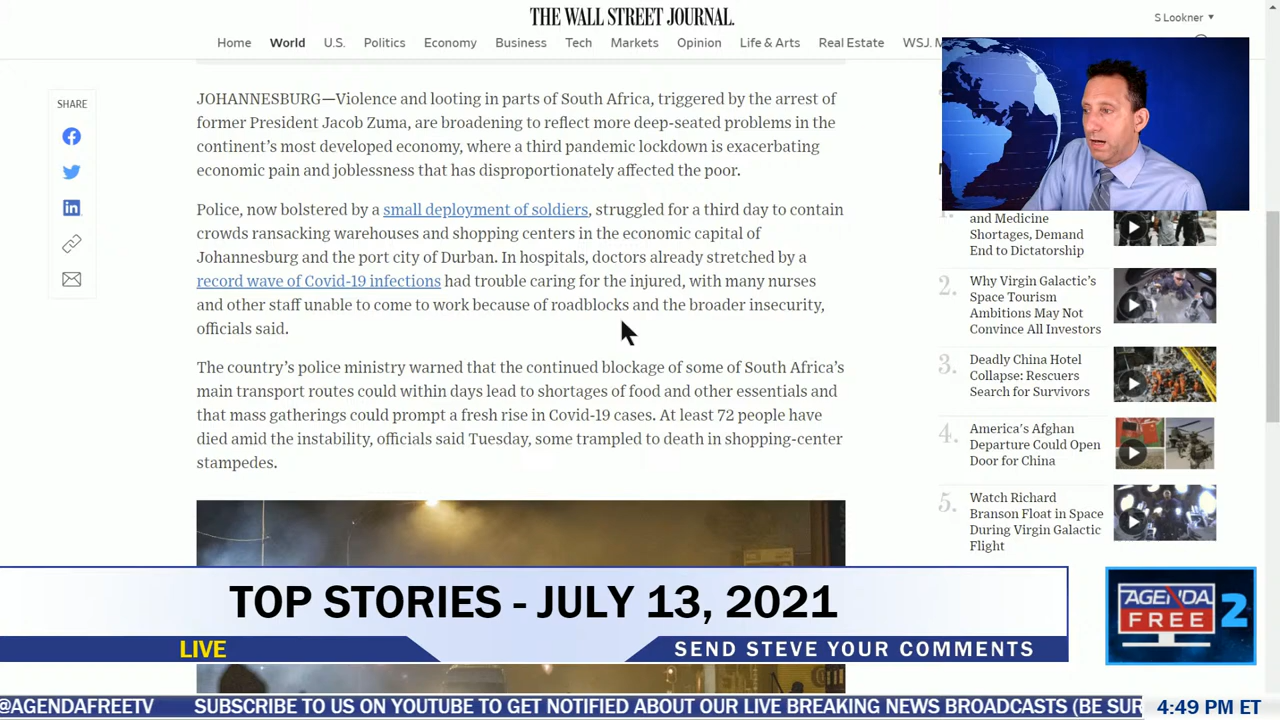 THE WALL STREET JOURNAL.
S Lookner
Home World U.S. Politics Economy Business Tech Markets Opinion Life & Arts Real Estate WSJ.
SHARE
JOHANNESBURG—Violence and looting in parts of South Africa, triggered by the arrest of
former President Jacob Zuma, are broadening to reflect more deep-seated problems in the
continent's most developed economy, where a third pandemic lockdown is exacerbating
economic pain and joblessness that has disproportionately affected the poor.
Police, now bolstered by a small deployment of soldiers, struggled for a third day to contain
crowds ransacking warehouses and shopping centers in the economic capital of
Johannesburg and the port city of Durban. In hospitals, doctors already stretched by a
record wave of Covid-19 infections had trouble caring for the injured, with many nurses
and other staff unable to come to work because of roadblocks and the broader insecurity,
officials said.
The country's police ministry warned that the continued blockage of some of South Africa's
main transport routes could within days lead to shortages of food and other essentials and
that mass gatherings could prompt a fresh rise in Covid-19 cases. At least 72 people have
died amid the instability, officials said Tuesday, some trampled to death in shopping-center
stampedes.
and Medicine
Shortages, Demand
End to Dictatorship
2. Why Virgin Galactic's
Space Tourism
Ambitions May Not
Convince All Investors
3. Deadly China Hotel
Collapse: Rescuers
Search for Survivors
4. America's Afghan
Departure Could Open
Door for China
5. Watch Richard
Branson Float in Space
During Virgin Galactic
Flight
TOP STORIES - JULY 13, 2021
LIVE
SEND STEVE YOUR COMMENTS
AGENDA
FREE 2
@AGENDAFREETV SUBSCRIBE TO US ON YOUTUBE TO GET NOTIFIED ABOUT OUR LIVE BREAKING NEWS BROADCASTS (BE SUR
4:49 PM ET